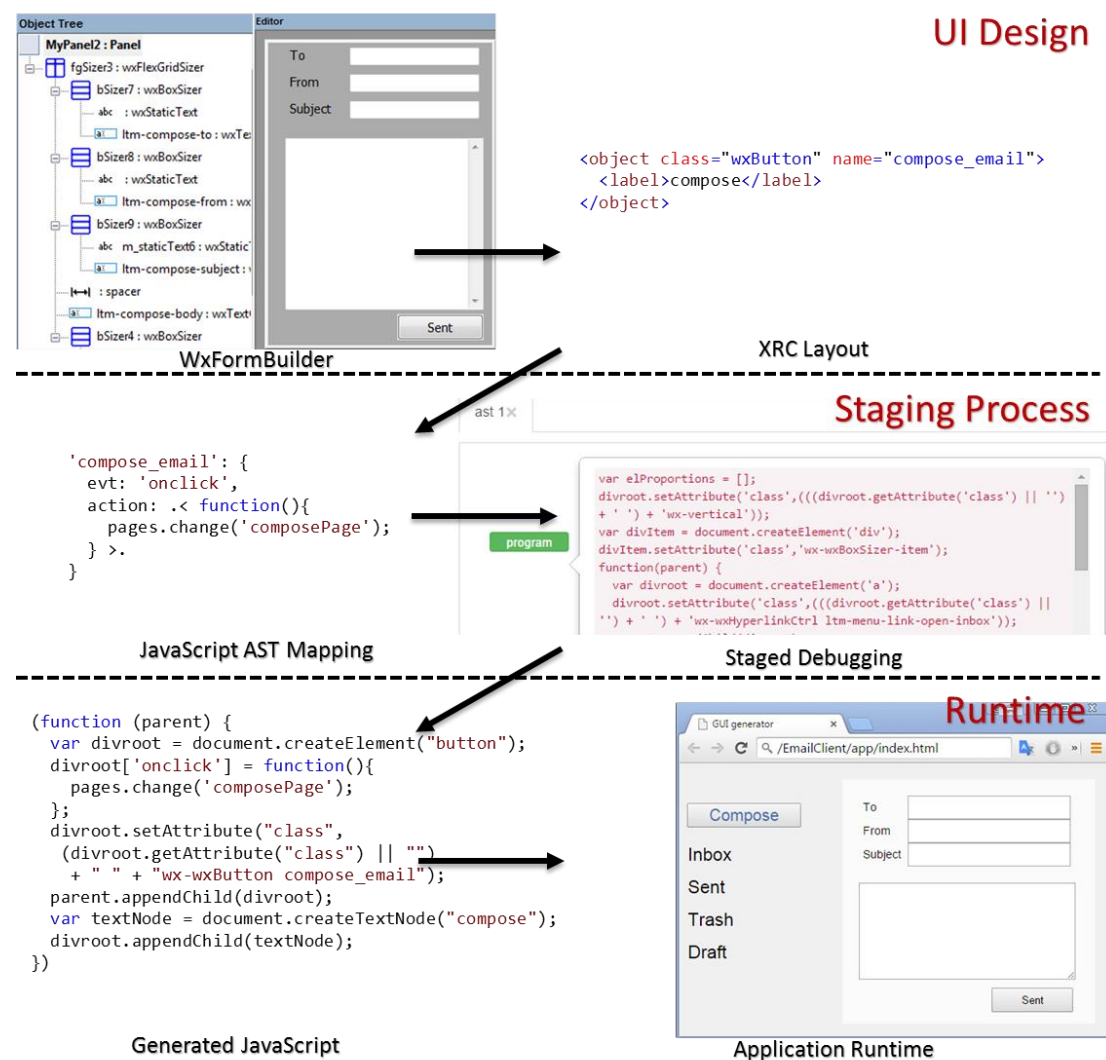 UI Design
Object Tree
MyPanel2 : Panel
fgSizer3 : wxFlexGridSizer
bSizer7 : wxBoxSizer
abc : wxStaticText
ltm-compose-to : wxTe
bSizer8 : wxBoxSizer
abc : wxStaticText
ltm-compose-from : wx
bSizer9 : wxBoxSizer
abc m_staticText6 : wxStatic
ltm-compose-subject :
: spacer
ltm-compose-body : wxText
bSizer4 : wxBoxSizer
Editor
To
From
Subject
Sent
WxFormBuilder
<object class="wxButton" name="compose_email">
<label>compose</label>
</object>
XRC Layout
Staging Process
'compose_email': {
evt: 'onclick',
action: .< function(){
pages.change('composePage');
} >.
}
JavaScript AST Mapping
ast 1×
program
var elProportions = [];
divroot.setAttribute('class',(((divroot.getAttribute('class') || '')
+ ' ') + 'wx-vertical'));
var divItem = document.createElement('div');
divItem.setAttribute('class','wx-wxBoxSizer-item');
function(parent) {
var divroot = document.createElement('a');
divroot.setAttribute('class',(((divroot.getAttribute('class') ||
'') + ' ') + 'wx-wxHyperlinkCtrl ltm-menu-link-open-inbox'));
Staged Debugging
Runtime
(function (parent) {
var divroot = document.createElement("button");
divroot['onclick'] = function(){
pages.change('composePage');
};
divroot.setAttribute("class",
(divroot.getAttribute("class") || "")
+ " " + "wx-wxButton compose_email");
parent.appendChild(divroot);
var textNode = document.createTextNode("compose");
divroot.appendChild(textNode);
})
Generated JavaScript
GUI generator ×
/EmailClient/app/index.html »
Compose
Inbox
Sent
Trash
Draft
To
From
Subject
Sent
Application Runtime